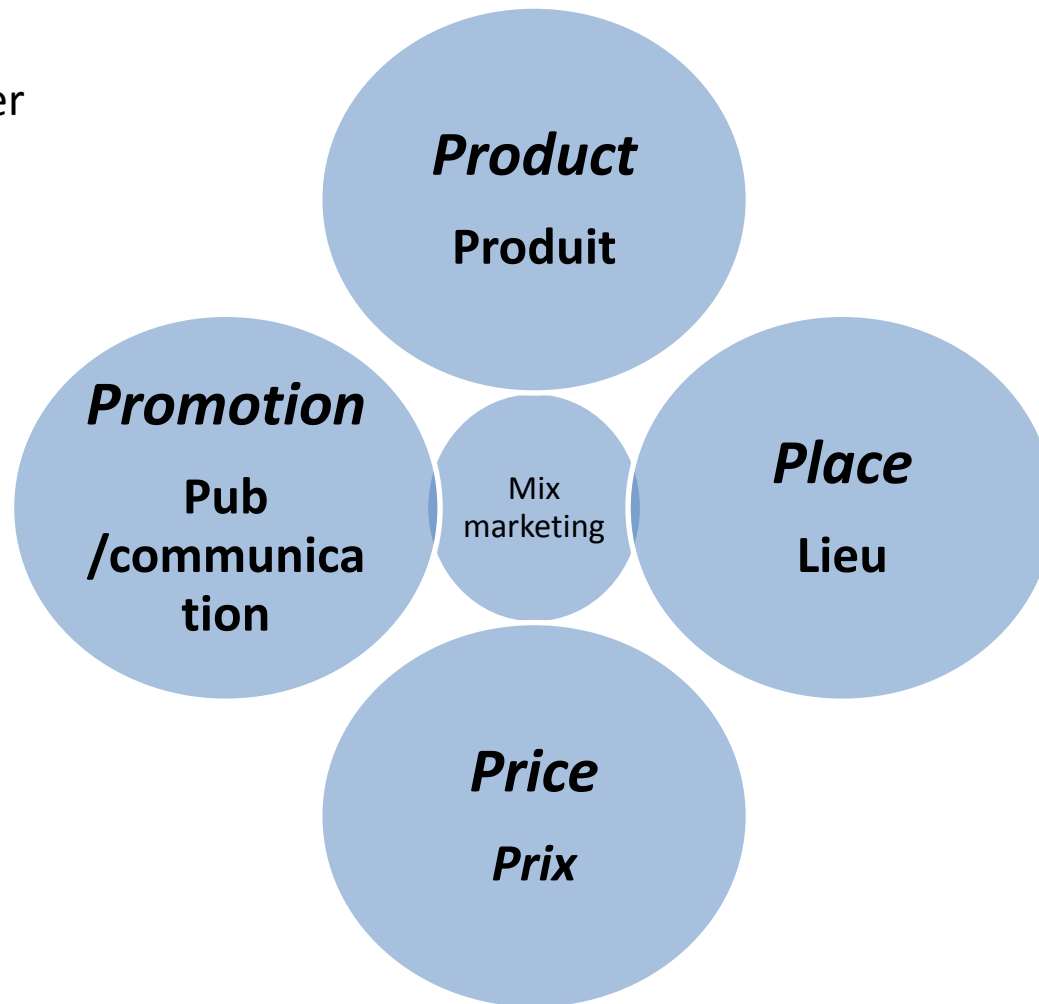 er
Product
Produit
Promotion
Pub
/communica
tion
Mix
marketing
Place
Lieu
Price
Prix